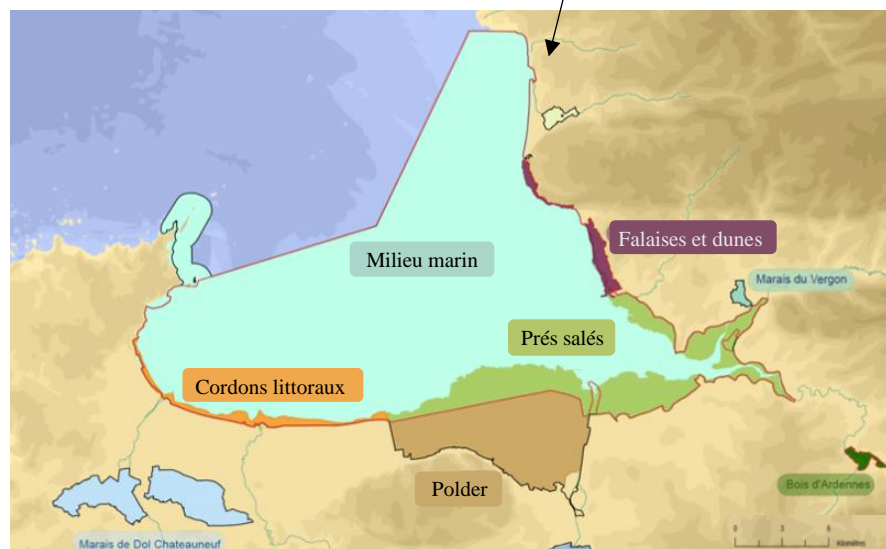 Falaises et dunes
Milieu marin
Marais du Vergon
Prés salés
Cordons littoraux
Polder
Bois d'Ardennes
Marais de Dol Chateauneuf
0 3 6
Kilomètres